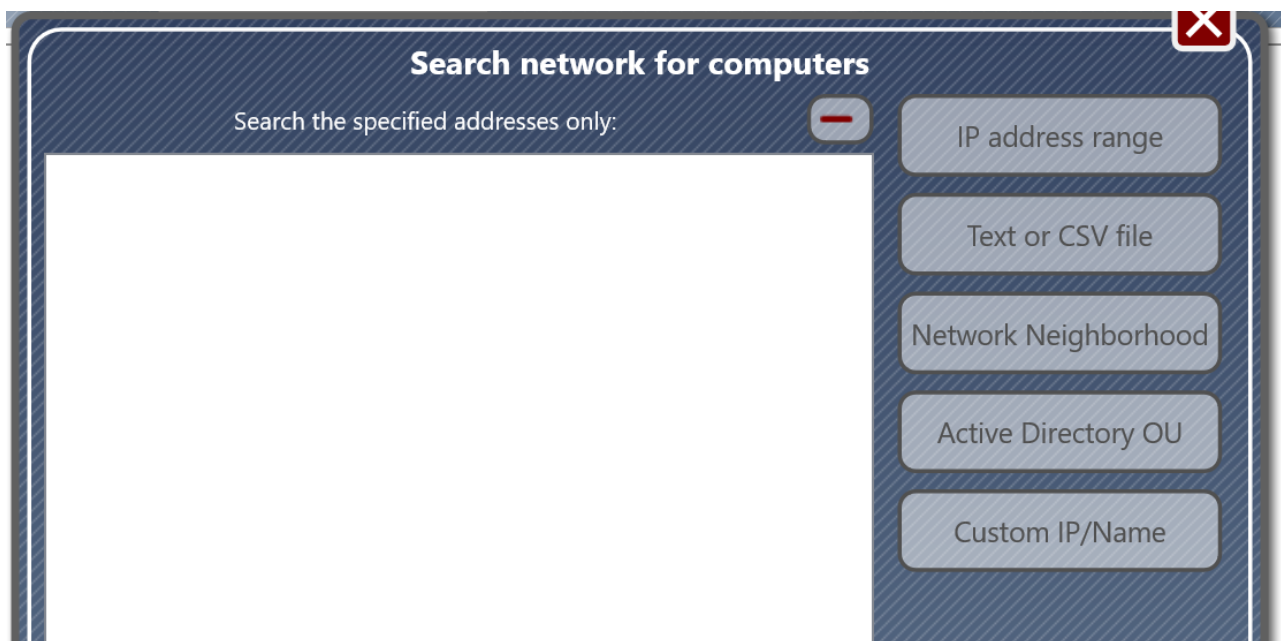 Search network for computers
Search the specified addresses only:
IP address range
Text or CSV file
Network Neighborhood
Active Directory OU
Custom IP/Name